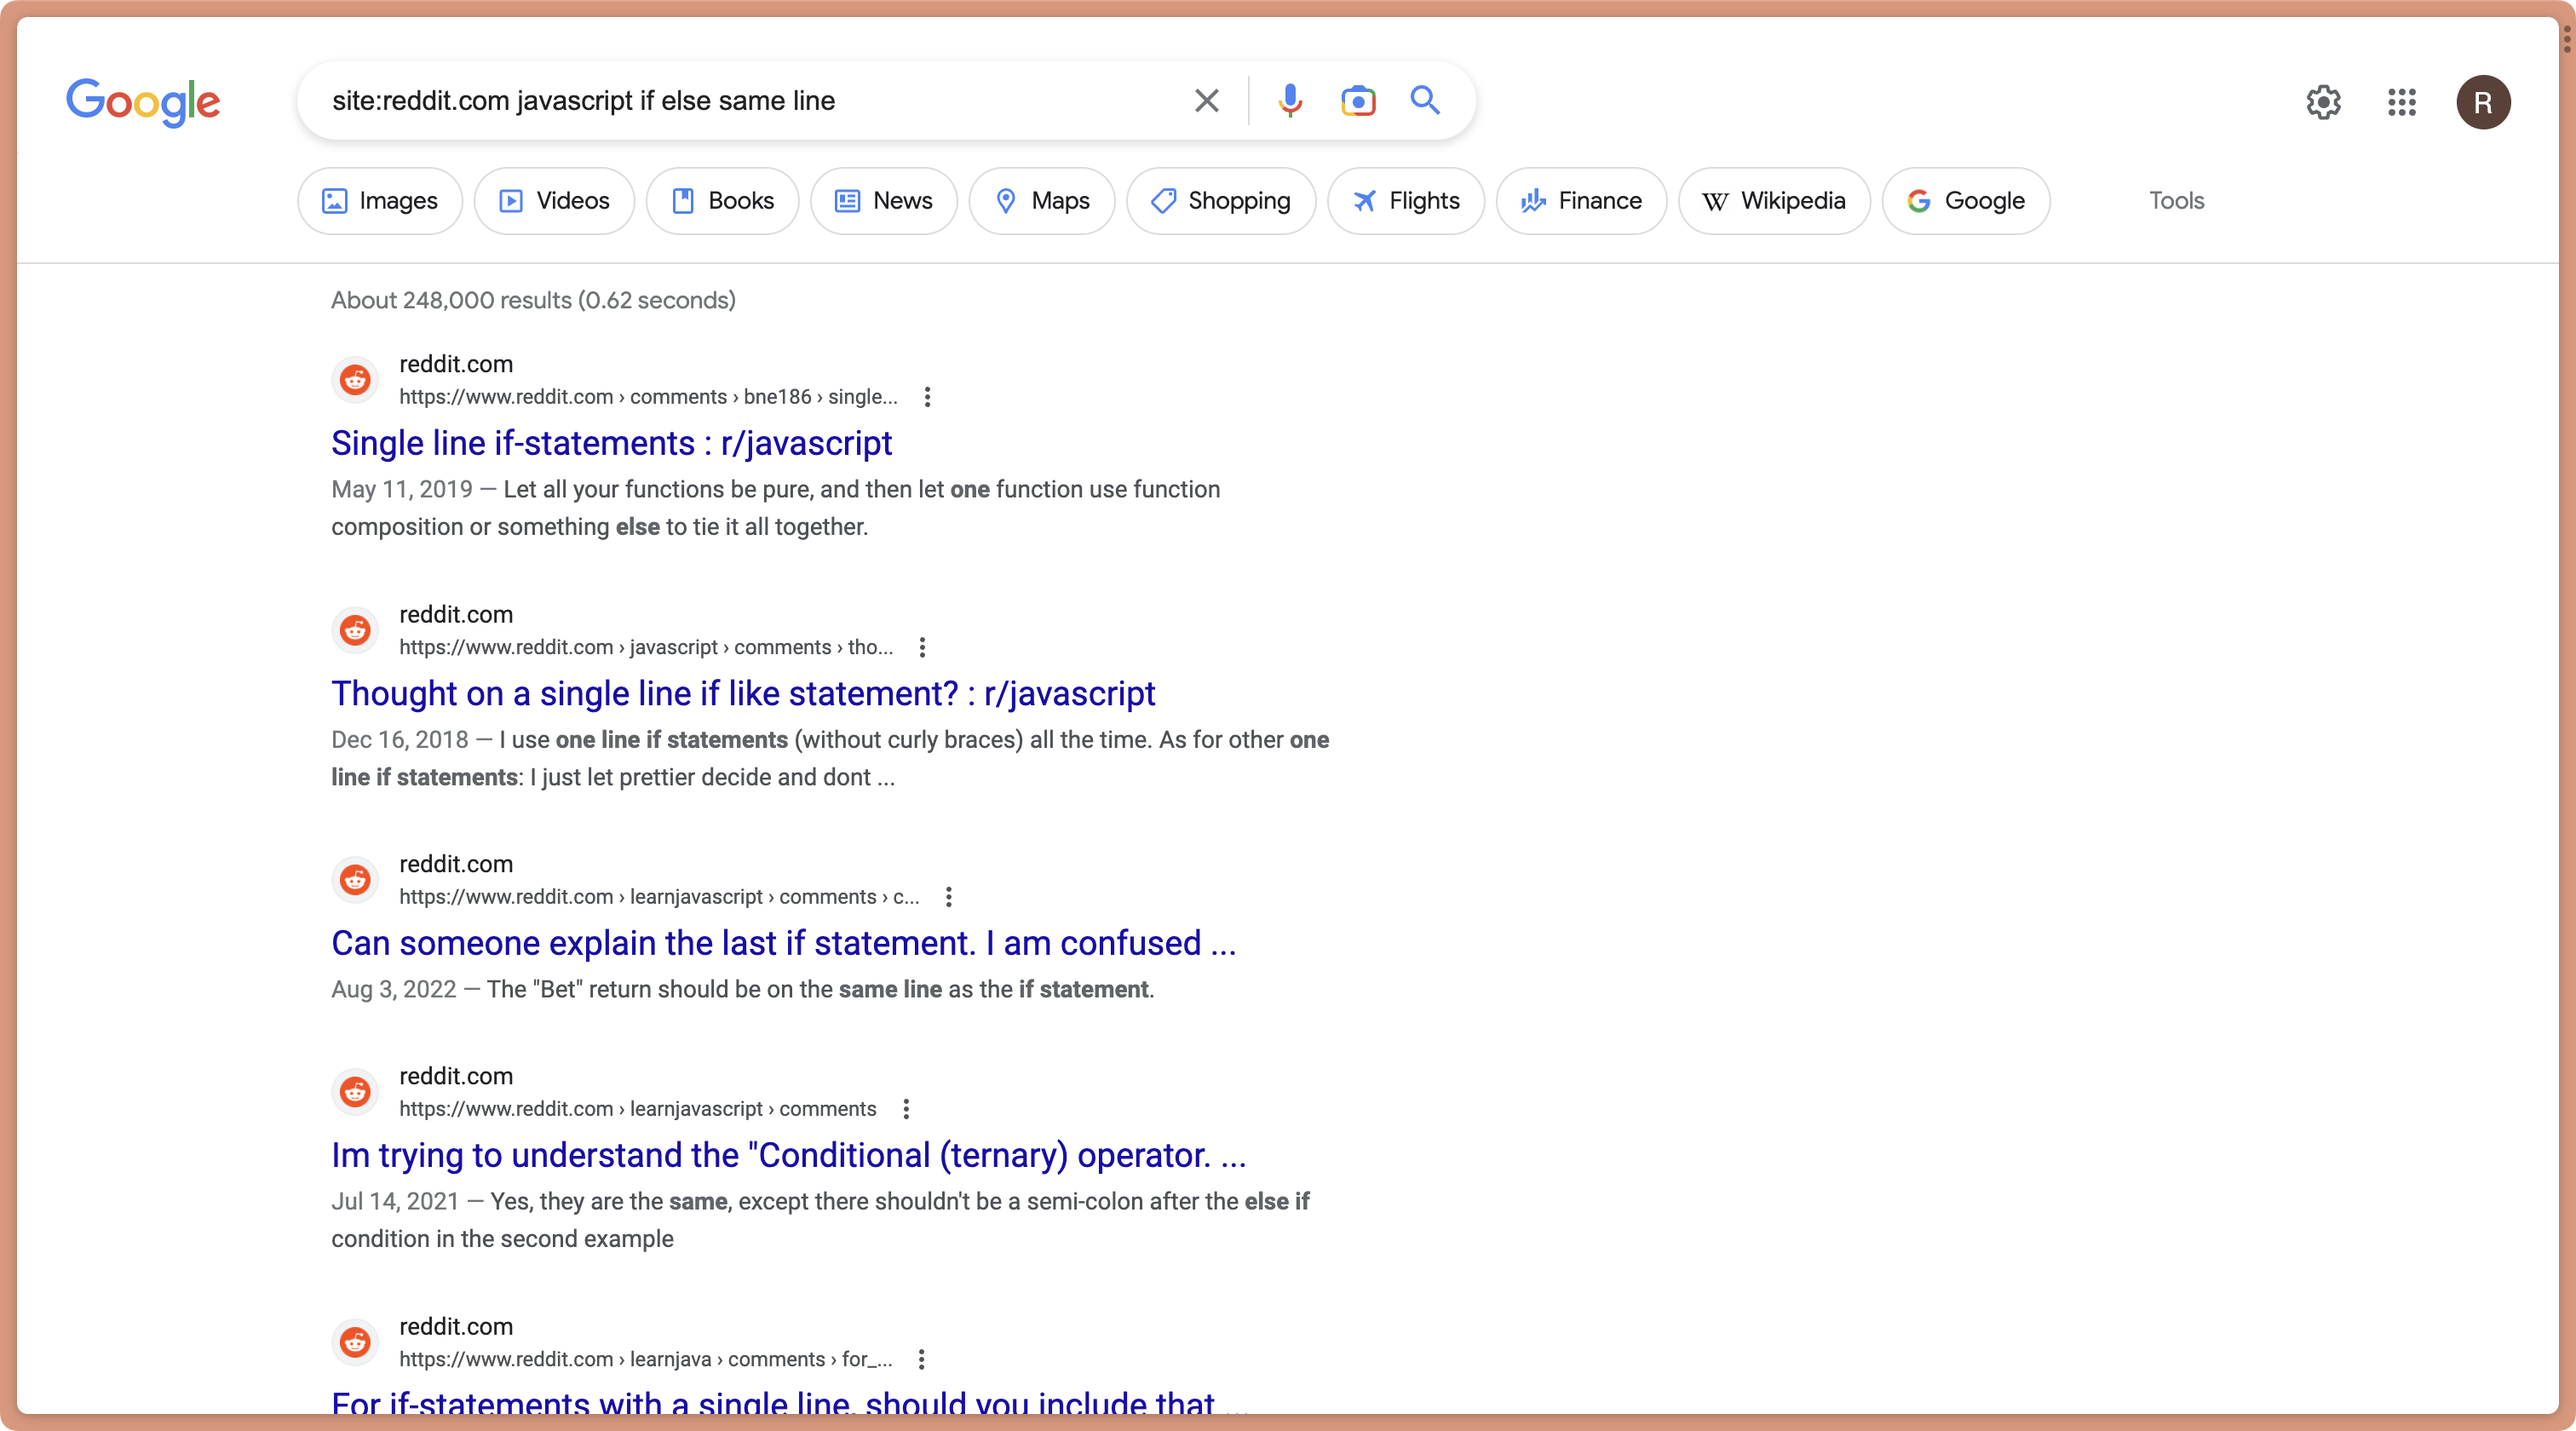 Google
site:reddit.com javascript if else same line
R
Images
Videos
Books
News
Maps
Shopping
Flights
Finance
Wikipedia
Google
Tools
About 248,000 results (0.62 seconds)
reddit.com
https://www.reddit.com › comments › bne186 › single...
Single line if-statements : r/javascript
May 11, 2019 — Let all your functions be pure, and then let one function use function
composition or something else to tie it all together.
reddit.com
https://www.reddit.com › javascript › comments › tho...
Thought on a single line if like statement? : r/javascript
Dec 16, 2018 — I use one line if statements (without curly braces) all the time. As for other one
line if statements: I just let prettier decide and dont ...
reddit.com
https://www.reddit.com › learnjavascript › comments › c...
Can someone explain the last if statement. I am confused ...
Aug 3, 2022 — The "Bet" return should be on the same line as the if statement.
reddit.com
https://www.reddit.com › learnjavascript › comments
Im trying to understand the "Conditional (ternary) operator. ...
Jul 14, 2021 — Yes, they are the same, except there shouldn't be a semi-colon after the else if
condition in the second example
reddit.com
https://www.reddit.com › learnjava › comments › for_...
For if-statements with a single line, should you include that ...